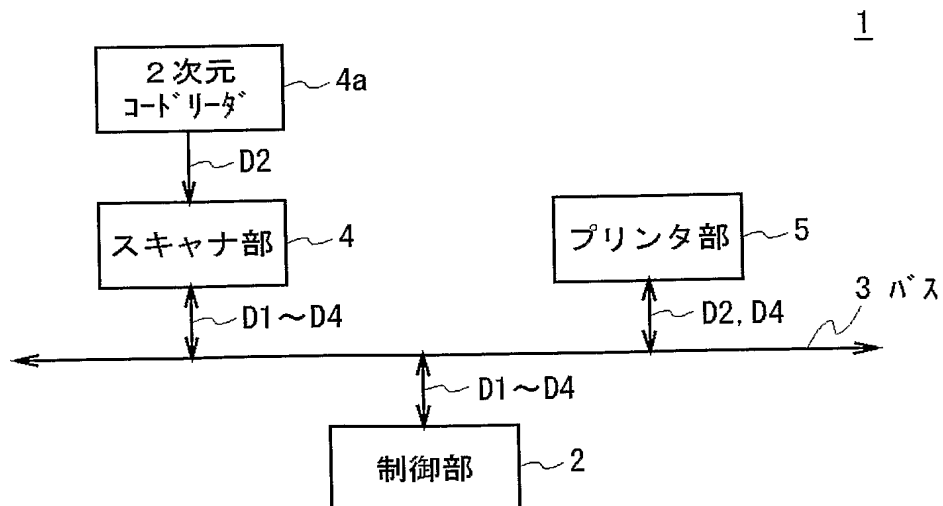 1
２次元
ｺｰﾄﾞﾘｰﾀﾞ
4a
D2
スキャナ部
4
プリンタ部
5
3 ﾊﾞｽ
D1～D4
D2, D4
D1～D4
制御部
2